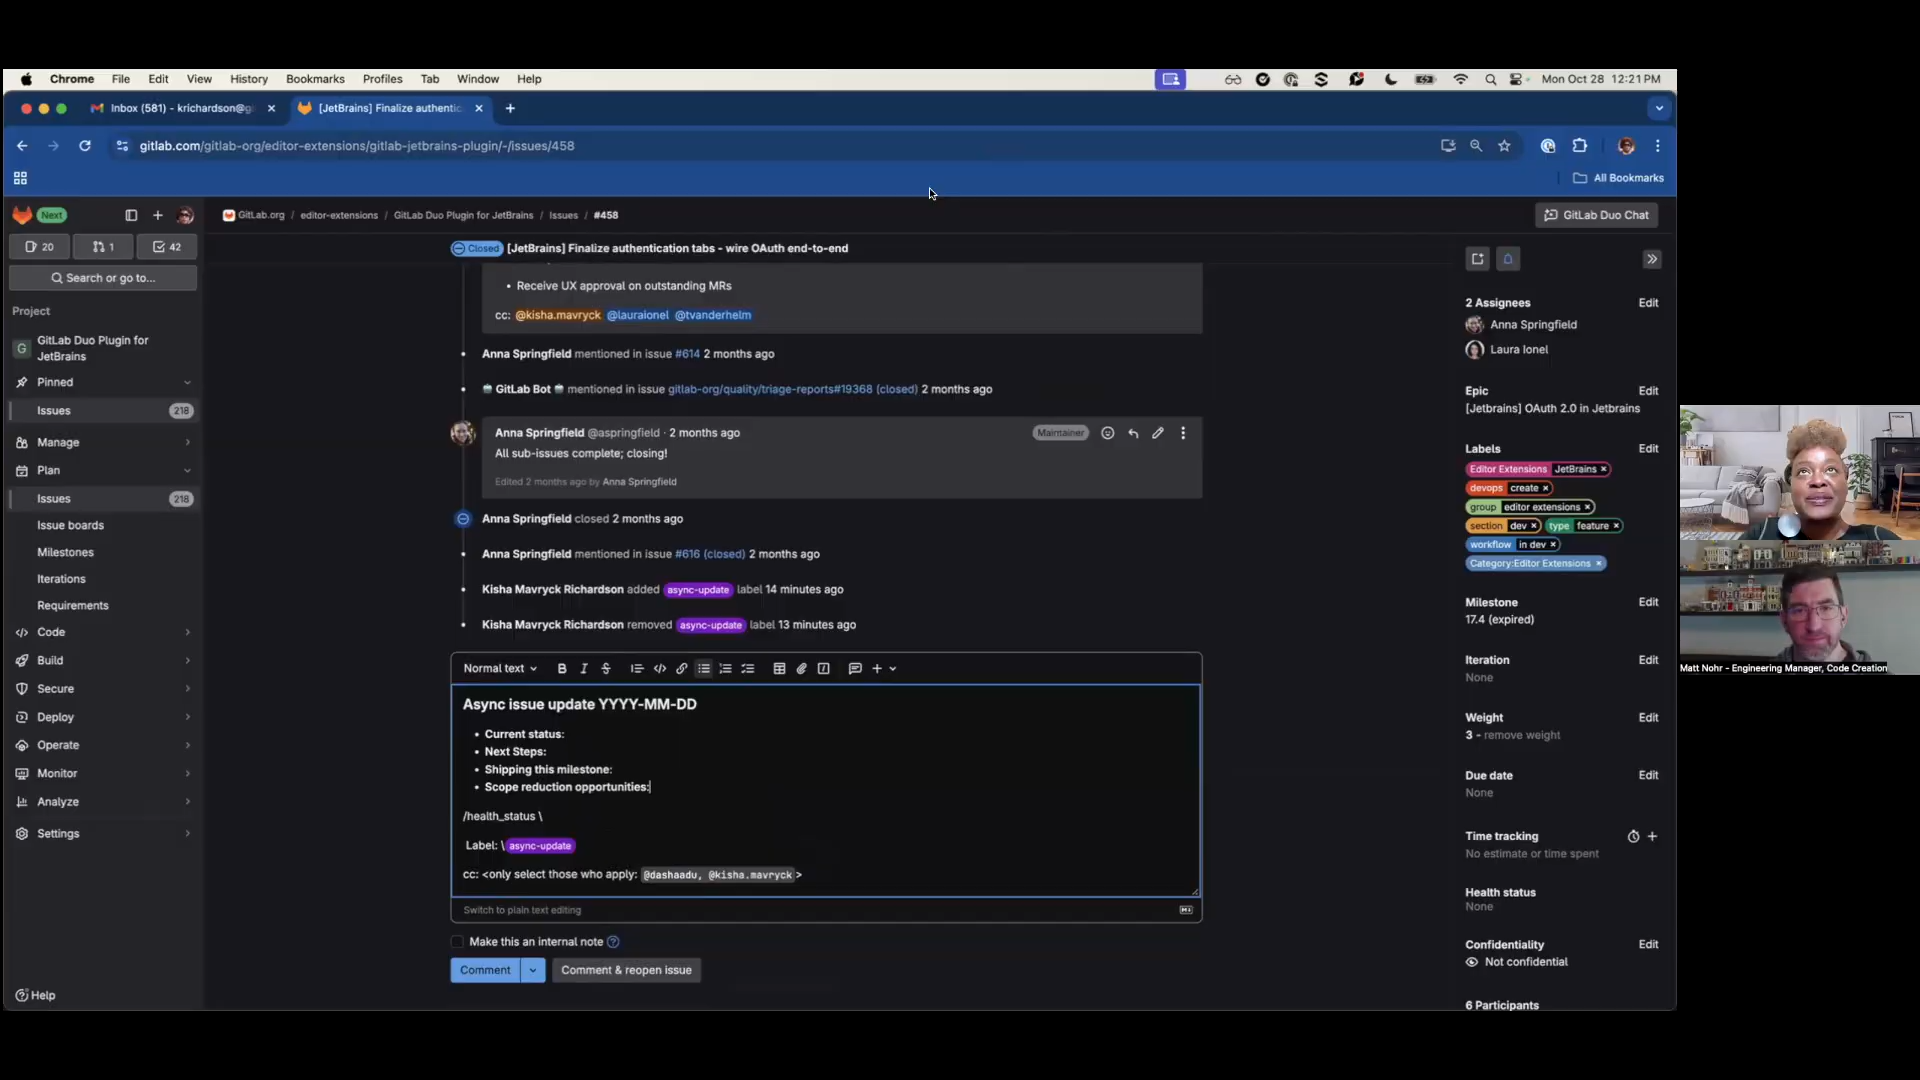 Chrome File Edit View History Bookmarks Profiles Tab Window Help Mon Oct 28 12:21 PM
Inbox (581) - krichardson@g
[JetBrains] Finalize authentic
gitlab.com/gitlab-org/editor-extensions/gitlab-jetbrains-plugin/-/issues/458
All Bookmarks
Next
GitLab.org / editor-extensions / GitLab Duo Plugin for JetBrains / Issues / #458
GitLab Duo Chat
20 1 42
Search or go to...
Project
G GitLab Duo Plugin for JetBrains
Pinned
Issues 218
Manage
Plan
Issues 218
Issue boards
Milestones
Iterations
Requirements
Code
Build
Secure
Deploy
Operate
Monitor
Analyze
Settings
Help
Closed [JetBrains] Finalize authentication tabs - wire OAuth end-to-end
• Receive UX approval on outstanding MRs
cc: @kisha.mavryck @lauraionel @tvanderhelm
Anna Springfield mentioned in issue #614 2 months ago
GitLab Bot mentioned in issue gitlab-org/quality/triage-reports#19368 (closed) 2 months ago
Anna Springfield @aspringfield · 2 months ago Maintainer
All sub-issues complete; closing!
Edited 2 months ago by Anna Springfield
Anna Springfield closed 2 months ago
Anna Springfield mentioned in issue #616 (closed) 2 months ago
Kisha Mavryck Richardson added async-update label 14 minutes ago
Kisha Mavryck Richardson removed async-update label 13 minutes ago
Normal text B I S
Async issue update YYYY-MM-DD
• Current status:
• Next Steps:
• Shipping this milestone:
• Scope reduction opportunities:
/health_status \
Label: \async-update
cc: <only select those who apply: @dashaadu, @kisha.mavryck>
Switch to plain text editing
Make this an internal note
Comment Comment & reopen issue
2 Assignees Edit
Anna Springfield
Laura Ionel
Epic Edit
[Jetbrains] OAuth 2.0 in Jetbrains
Labels Edit
Editor Extensions JetBrains ×
devops create ×
group editor extensions ×
section dev × type feature ×
workflow in dev ×
Category:Editor Extensions ×
Milestone Edit
17.4 (expired)
Iteration Edit
None
Weight Edit
3 - remove weight
Due date Edit
None
Time tracking
No estimate or time spent
Health status
None
Confidentiality Edit
Not confidential
6 Participants
Matt Nohr - Engineering Manager, Code Creation